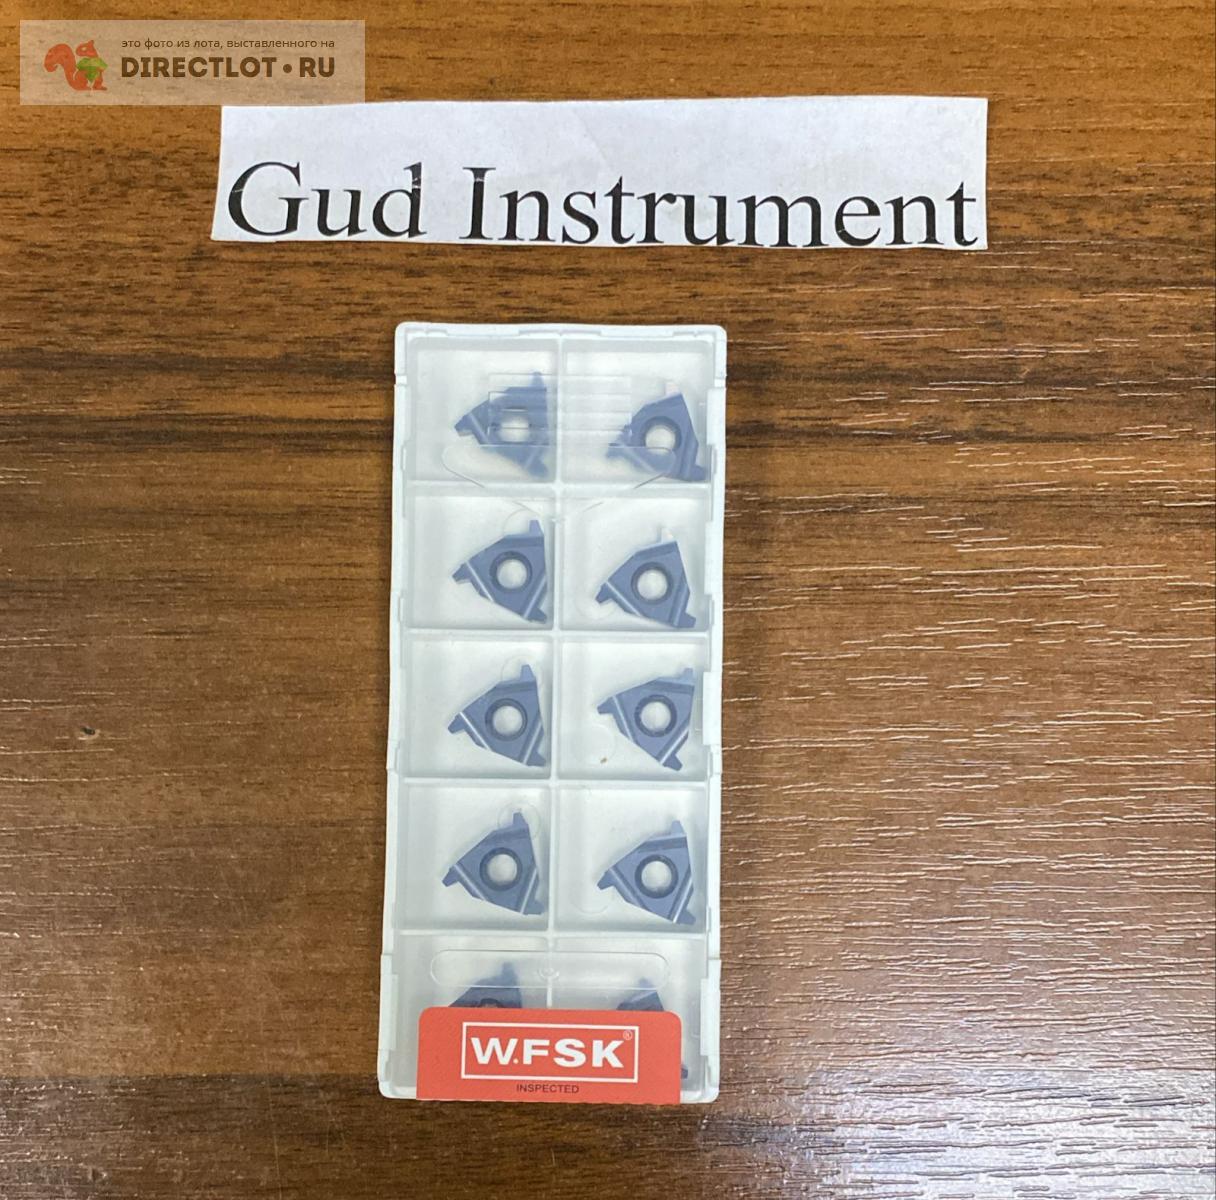 это фото из лота, выставленного на
DIRECTLOT•RU
Gud Instrument
W.FSK®
INSPECTED